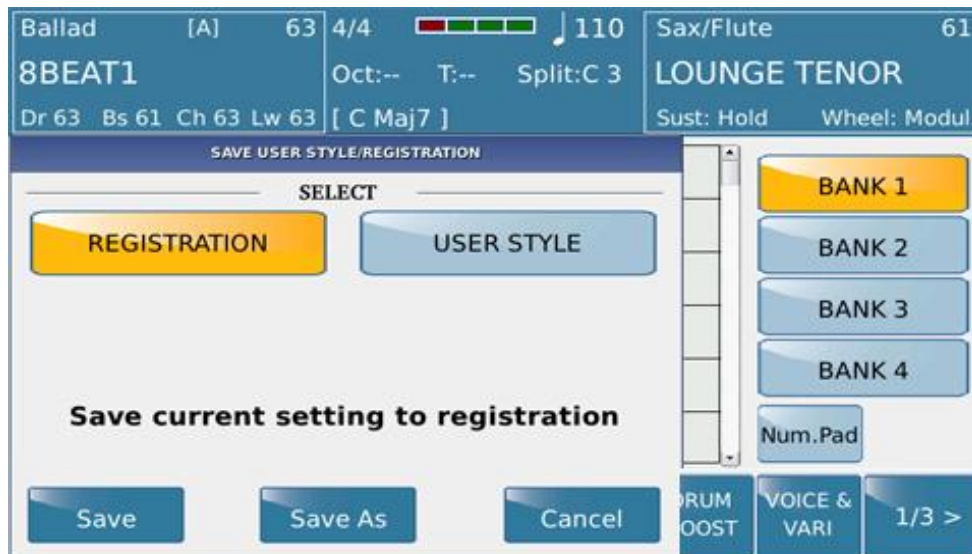 Ballad [A] 63
8BEAT1
Dr 63 Bs 61 Ch 63 Lw 63
4/4 110
Oct:-- T:-- Split:C 3
[ C Maj7 ]
Sax/Flute 61
LOUNGE TENOR
Sust: Hold Wheel: Modul
SAVE USER STYLE/REGISTRATION
SELECT
REGISTRATION
USER STYLE
Save current setting to registration
Save
Save As
Cancel
BANK 1
BANK 2
BANK 3
BANK 4
Num.Pad
RUM
OOST
VOICE &
VARI
1/3 >